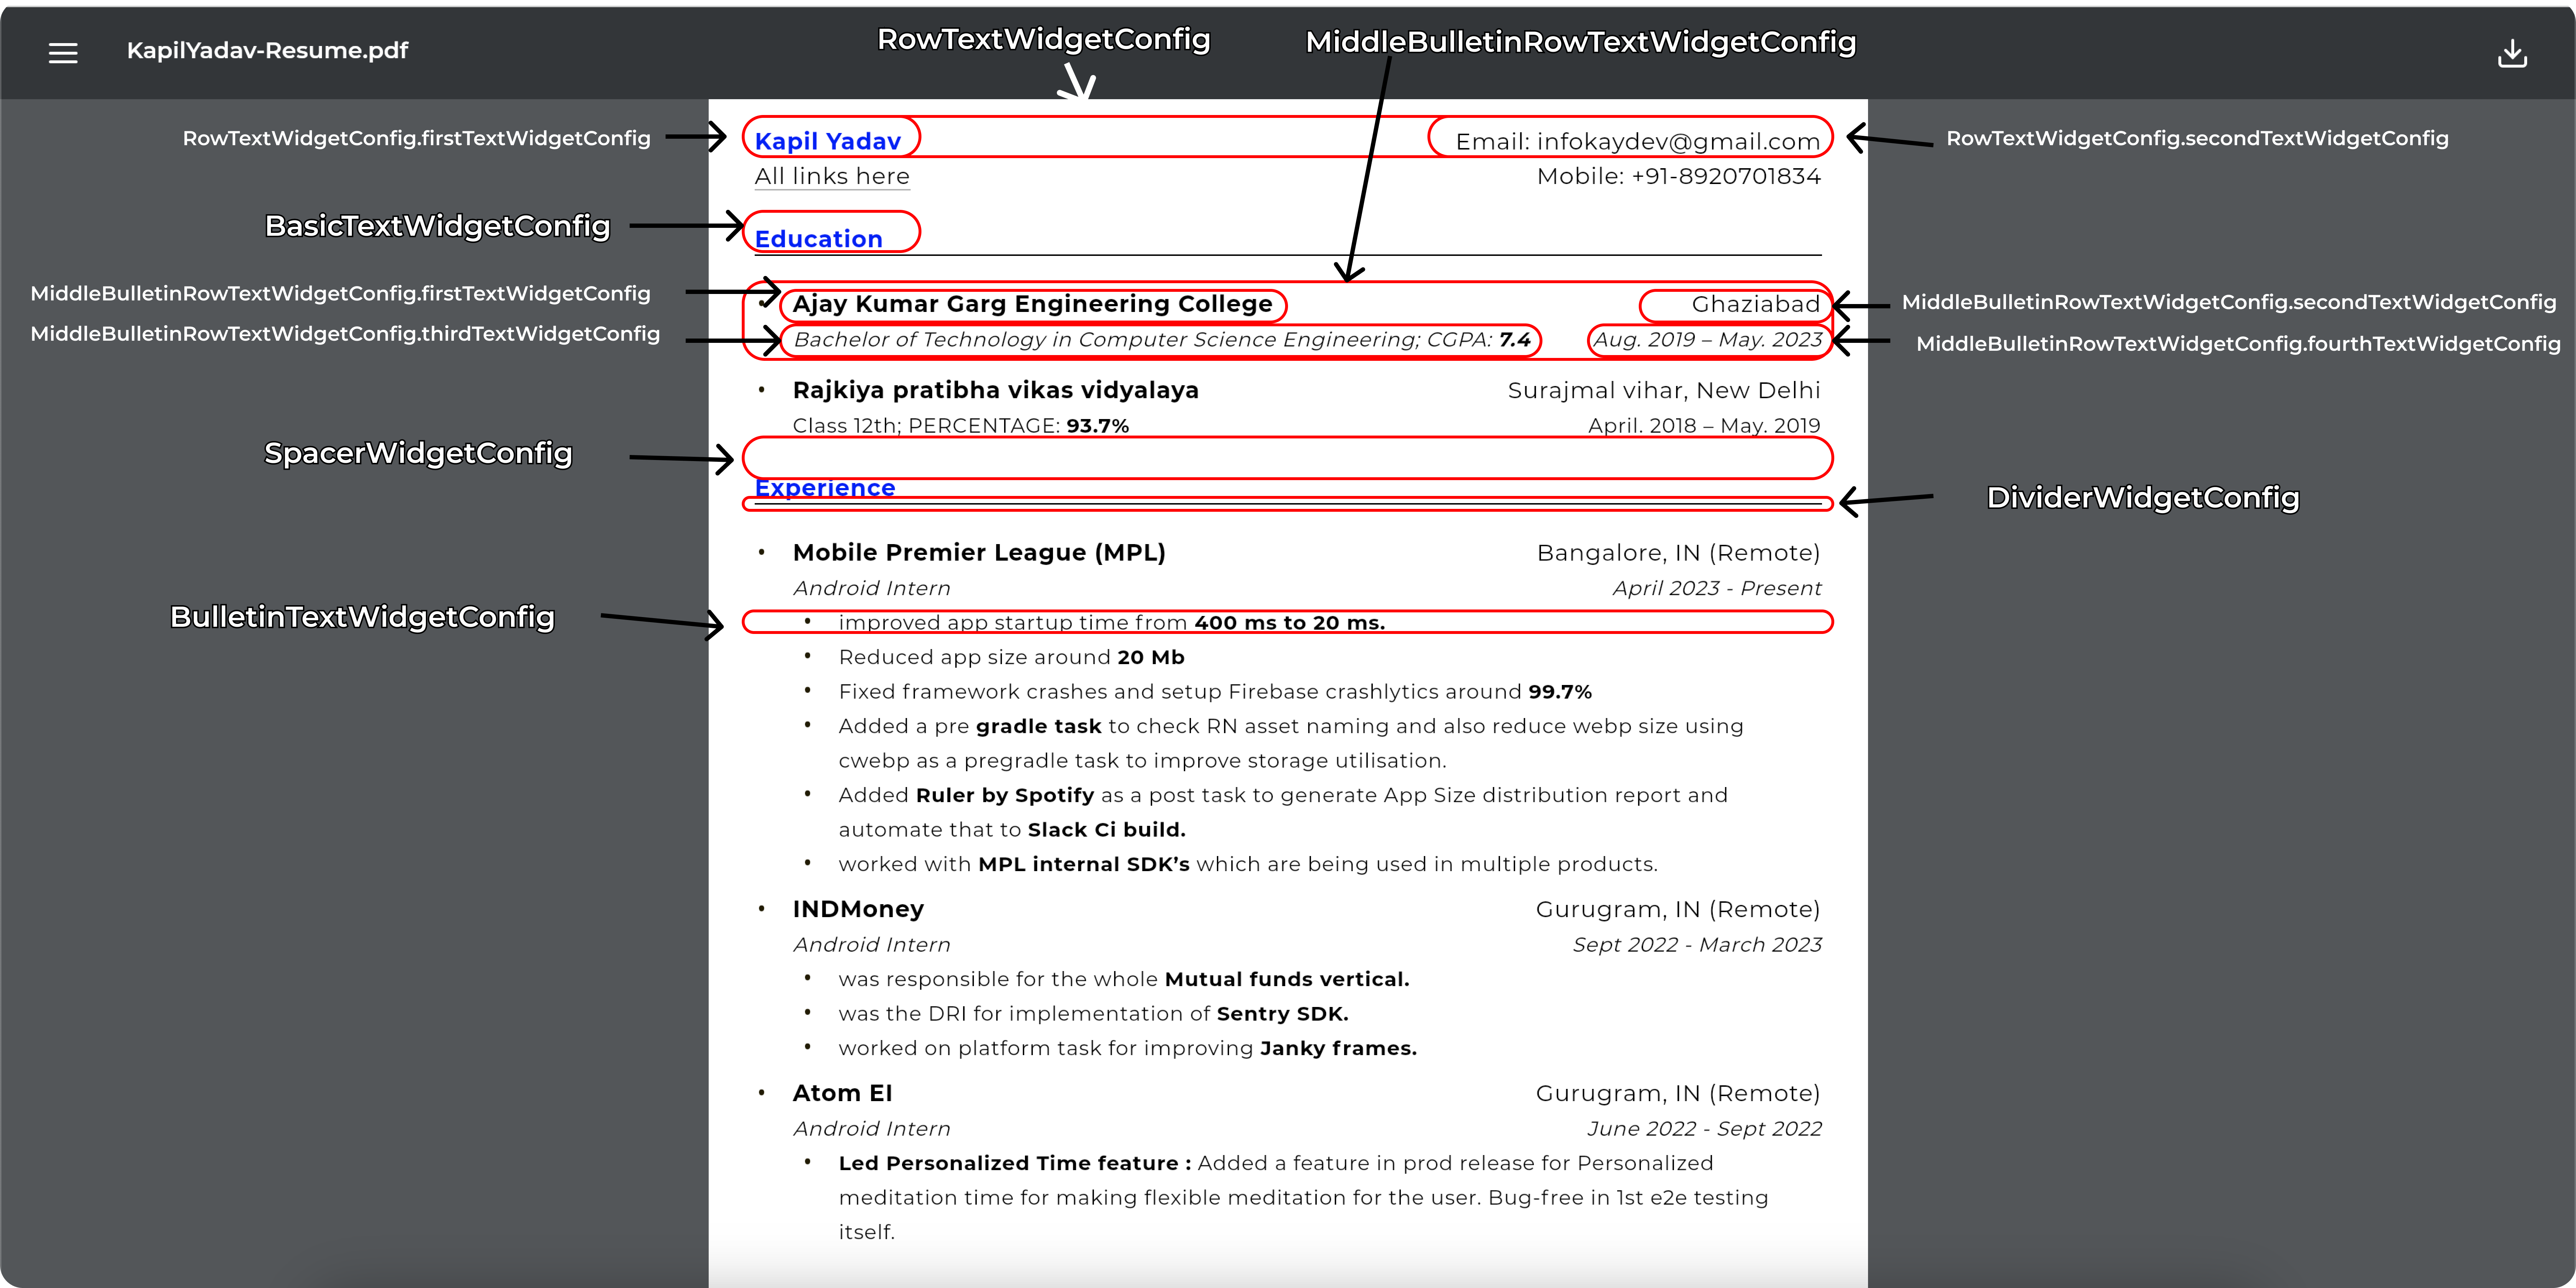 KapilYadav-Resume.pdf
RowTextWidgetConfig
MiddleBulletinRowTextWidgetConfig
RowTextWidgetConfig.firstTextWidgetConfig
Kapil Yadav
Email: infokaydev@gmail.com
RowTextWidgetConfig.secondTextWidgetConfig
All links here
Mobile: +91-8920701834
BasicTextWidgetConfig
Education
MiddleBulletinRowTextWidgetConfig.firstTextWidgetConfig
• Ajay Kumar Garg Engineering College
Ghaziabad
MiddleBulletinRowTextWidgetConfig.secondTextWidgetConfig
MiddleBulletinRowTextWidgetConfig.thirdTextWidgetConfig
Bachelor of Technology in Computer Science Engineering; CGPA: 7.4
Aug. 2019 – May. 2023
MiddleBulletinRowTextWidgetConfig.fourthTextWidgetConfig
• Rajkiya pratibha vikas vidyalaya
Surajmal vihar, New Delhi
Class 12th; PERCENTAGE: 93.7%
April. 2018 – May. 2019
SpacerWidgetConfig
Experience
DividerWidgetConfig
• Mobile Premier League (MPL)
Bangalore, IN (Remote)
Android Intern
April 2023 - Present
BulletinTextWidgetConfig
• improved app startup time from 400 ms to 20 ms.
• Reduced app size around 20 Mb
• Fixed framework crashes and setup Firebase crashlytics around 99.7%
• Added a pre gradle task to check RN asset naming and also reduce webp size using
cwebp as a pregradle task to improve storage utilisation.
• Added Ruler by Spotify as a post task to generate App Size distribution report and
automate that to Slack Ci build.
• worked with MPL internal SDK’s which are being used in multiple products.
• INDMoney
Gurugram, IN (Remote)
Android Intern
Sept 2022 - March 2023
• was responsible for the whole Mutual funds vertical.
• was the DRI for implementation of Sentry SDK.
• worked on platform task for improving Janky frames.
• Atom EI
Gurugram, IN (Remote)
Android Intern
June 2022 - Sept 2022
• Led Personalized Time feature : Added a feature in prod release for Personalized
meditation time for making flexible meditation for the user. Bug-free in 1st e2e testing
itself.